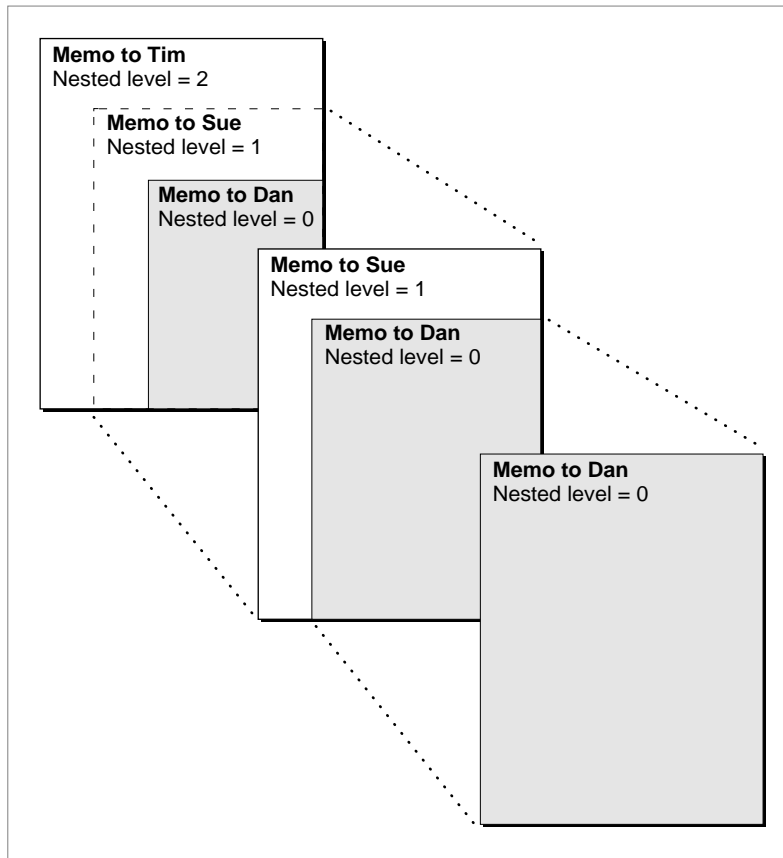 Memo to Tim
Nested level = 2
Memo to Sue
Nested level = 1
Memo to Dan
Nested level = 0
Memo to Sue
Nested level = 1
Memo to Dan
Nested level = 0
Memo to Dan
Nested level = 0